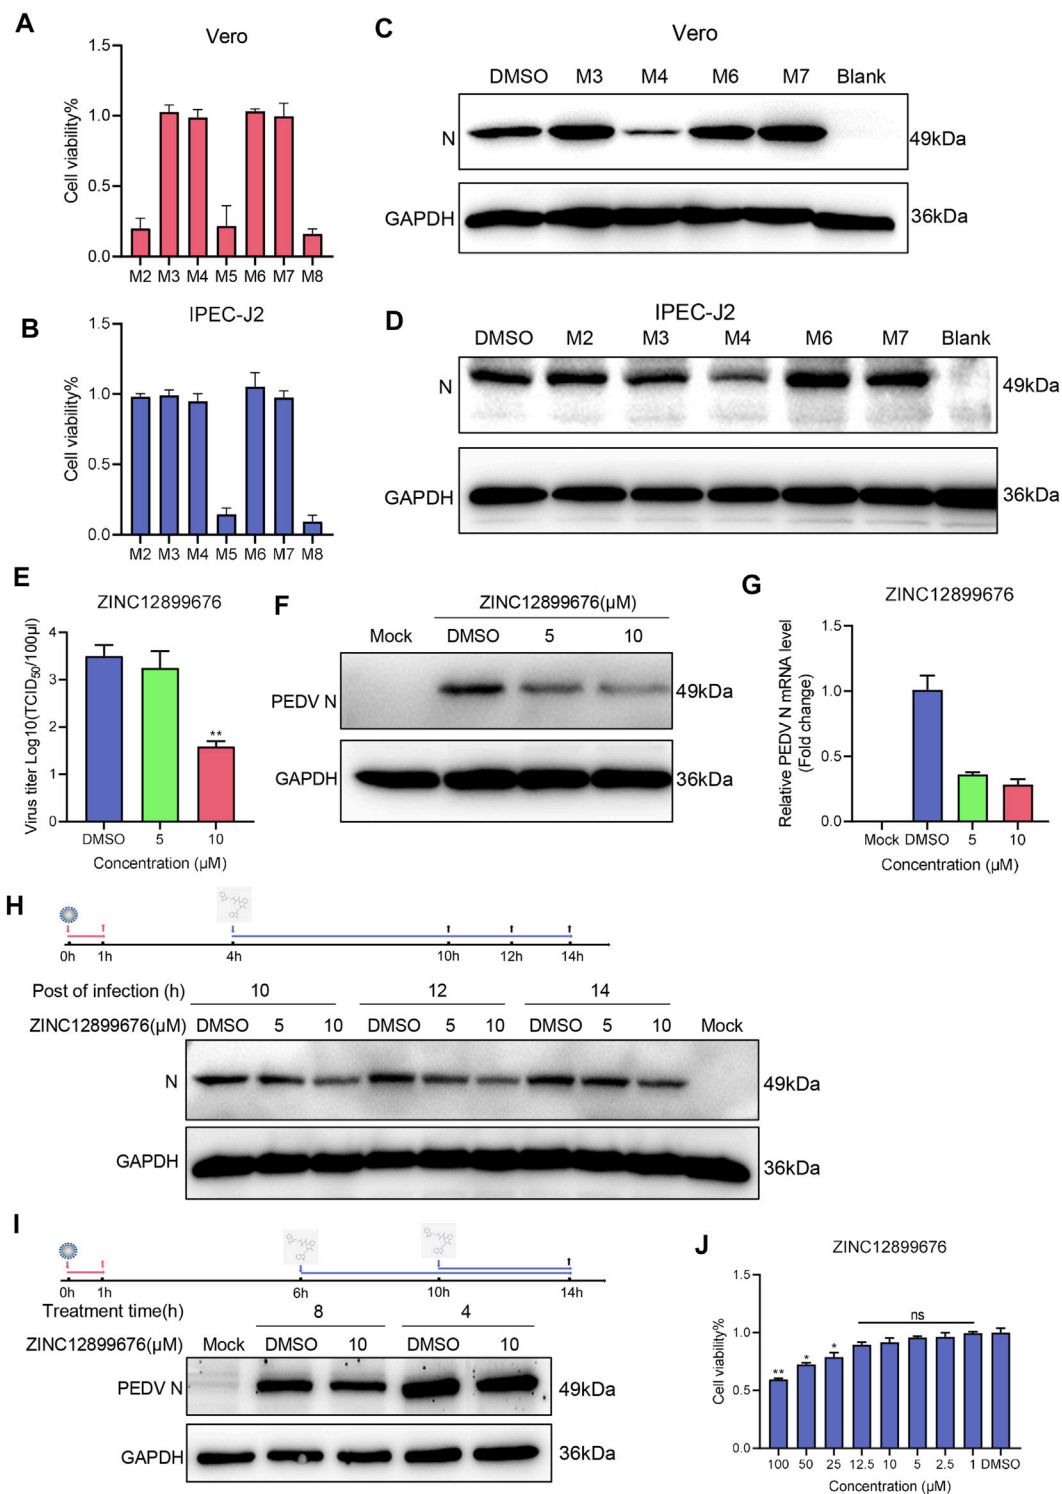 A
Vero
Cell viability%
1.5
1.0
0.5
0.0
M2 M3 M4 M5 M6 M7 M8
B
IPEC-J2
Cell viability%
1.5
1.0
0.5
0.0
M2 M3 M4 M5 M6 M7 M8
C
Vero
DMSO M3 M4 M6 M7 Blank
N 49kDa
GAPDH 36kDa
D
IPEC-J2
DMSO M2 M3 M4 M6 M7 Blank
N 49kDa
GAPDH 36kDa
E
ZINC12899676
Virus titer Log10(TCID50/100μl)
4
3
2
1
0
**
DMSO 5 10
Concentration (μM)
F
ZINC12899676(μM)
Mock DMSO 5 10
PEDV N 49kDa
GAPDH 36kDa
G
ZINC12899676
Relative PEDV N mRNA level
(Fold change)
1.5
1.0
0.5
0.0
Mock DMSO 5 10
Concentration (μM)
H
0h 1h 4h 10h 12h 14h
Post of infection (h) 10 12 14
ZINC12899676(μM) DMSO 5 10 DMSO 5 10 DMSO 5 10 Mock
N 49kDa
GAPDH 36kDa
I
0h 1h 6h 10h 14h
Treatment time(h) 8 4
ZINC12899676(μM) Mock DMSO 10 DMSO 10
PEDV N 49kDa
GAPDH 36kDa
J
ZINC12899676
Cell viability%
1.5
1.0
0.5
0.0
** * * ns
100 50 25 12.5 10 5 2.5 1 DMSO
Concentration (μM)